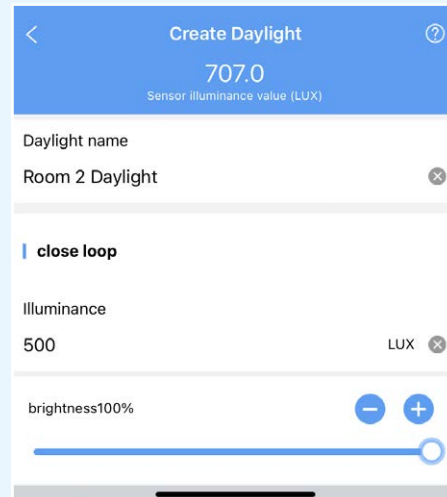 Create Daylight
707.0
Sensor illuminance value (LUX)
Daylight name
Room 2 Daylight
close loop
Illuminance
500 LUX
brightness100%